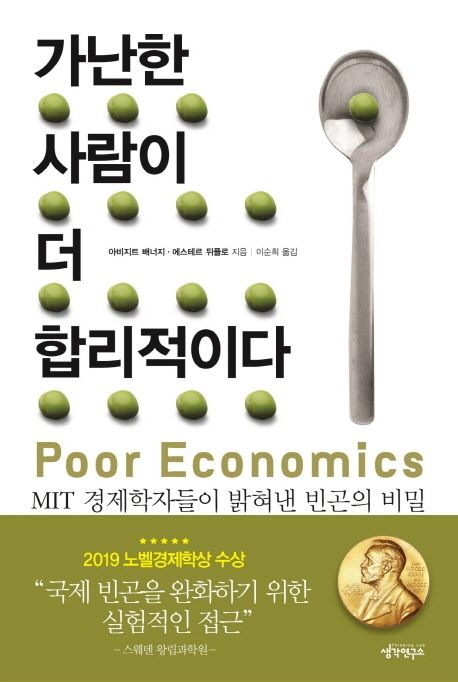 가난한
사람이
더
아비지트 배너지 · 에스테르 뒤플로 지음 | 이순희 옮김
합리적이다
Poor Economics
MIT 경제학자들이 밝혀낸 빈곤의 비밀
★★★★★
2019 노벨경제학상 수상
“국제 빈곤을 완화하기 위한
실험적인 접근”
– 스웨덴 왕립과학원 –
Thinking Lab
생각연구소